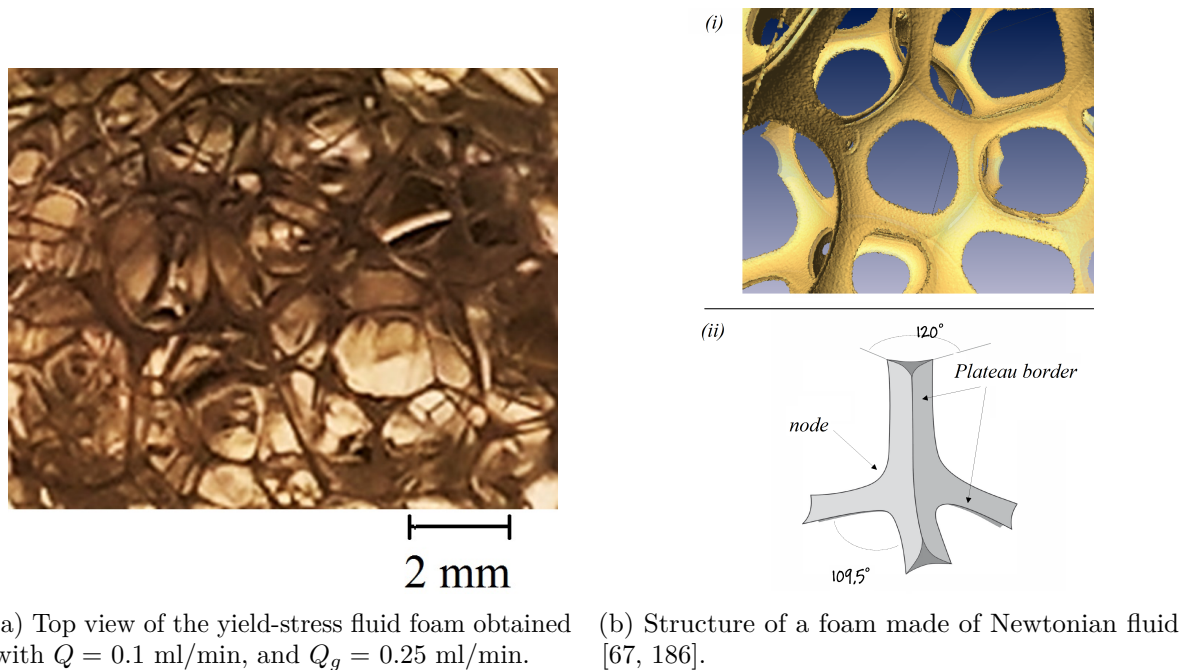 2 mm
a) Top view of the yield-stress fluid foam obtained
with Q = 0.1 ml/min, and Q_g = 0.25 ml/min.
(i)
(ii)
120°
Plateau border
node
109,5°
(b) Structure of a foam made of Newtonian fluid
[67, 186].